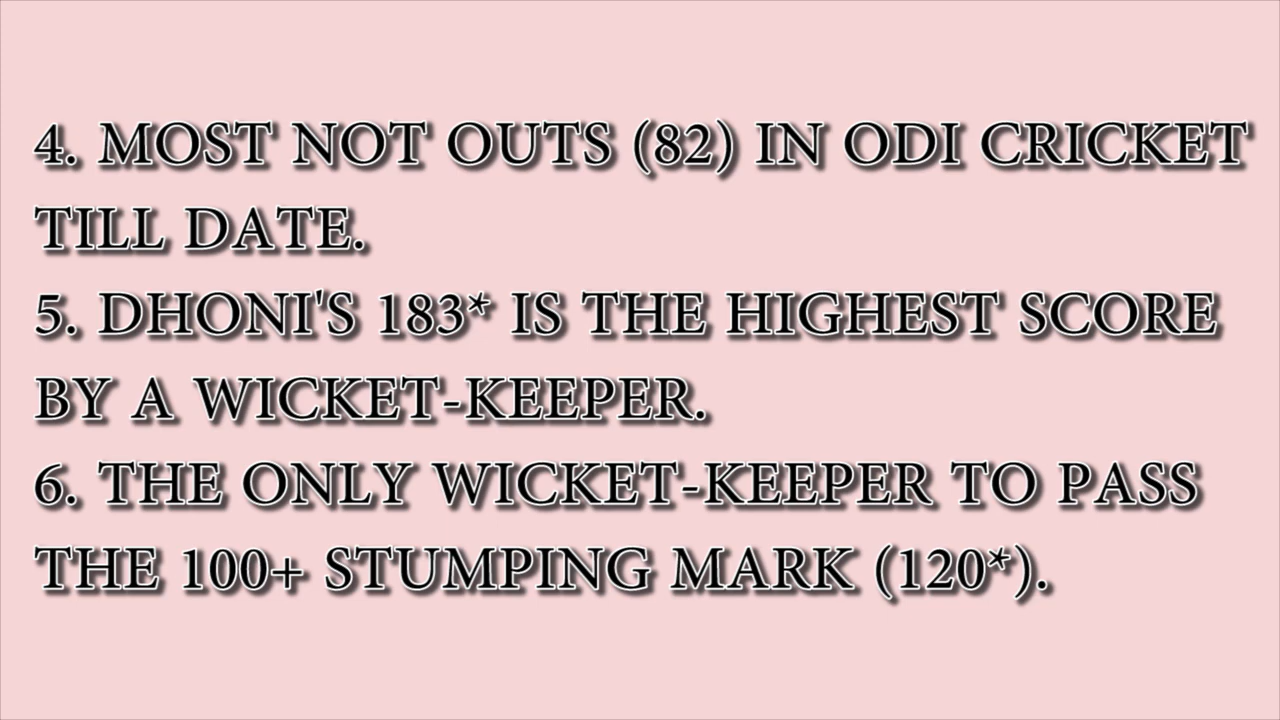 4. MOST NOT OUTS (82) IN ODI CRICKET
TILL DATE.
5. DHONI'S 183* IS THE HIGHEST SCORE
BY A WICKET-KEEPER.
6. THE ONLY WICKET-KEEPER TO PASS
THE 100+ STUMPING MARK (120*).